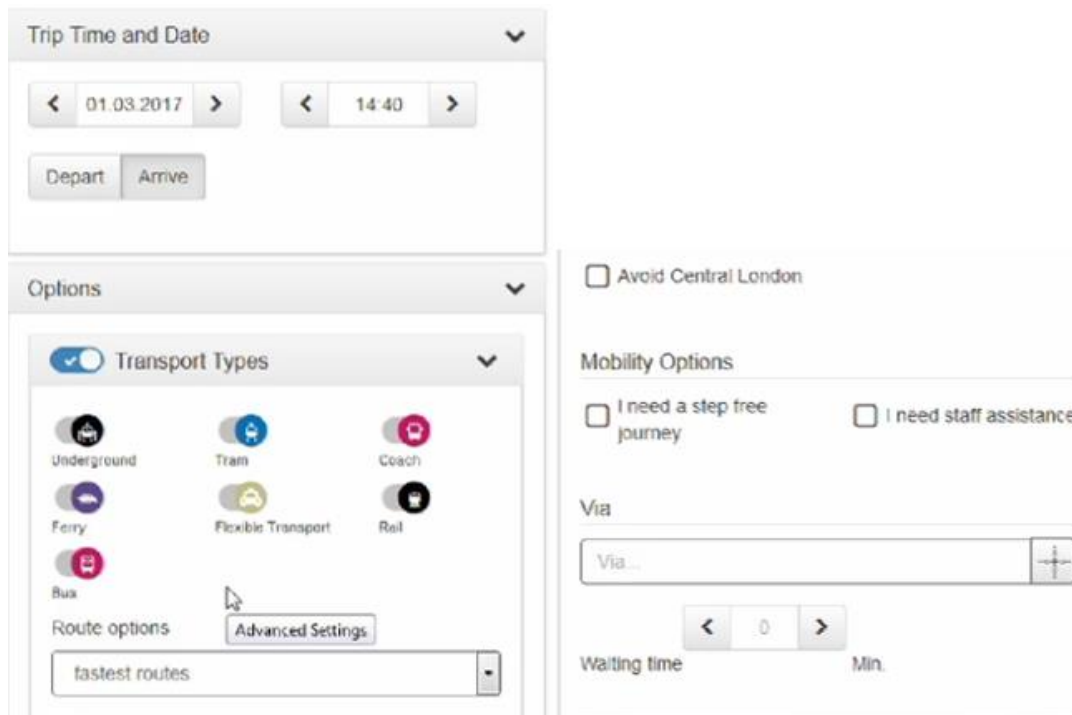 Trip Time and Date
01.03.2017 14:40
Depart Arrive
Options
Transport Types
Underground Tram Coach
Ferry Flexible Transport Rail
Bus
Route options
Advanced Settings
fastest routes
Avoid Central London
Mobility Options
I need a step free
journey
I need staff assistance
Via
Via...
0
Waiting time Min.